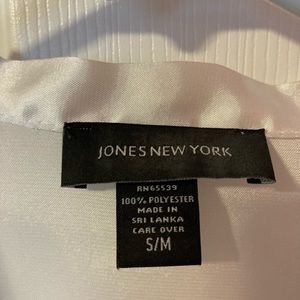 JONES NEW YORK
RN65539
100% POLYESTER
MADE IN
SRI LANKA
CARE OVER
S/M